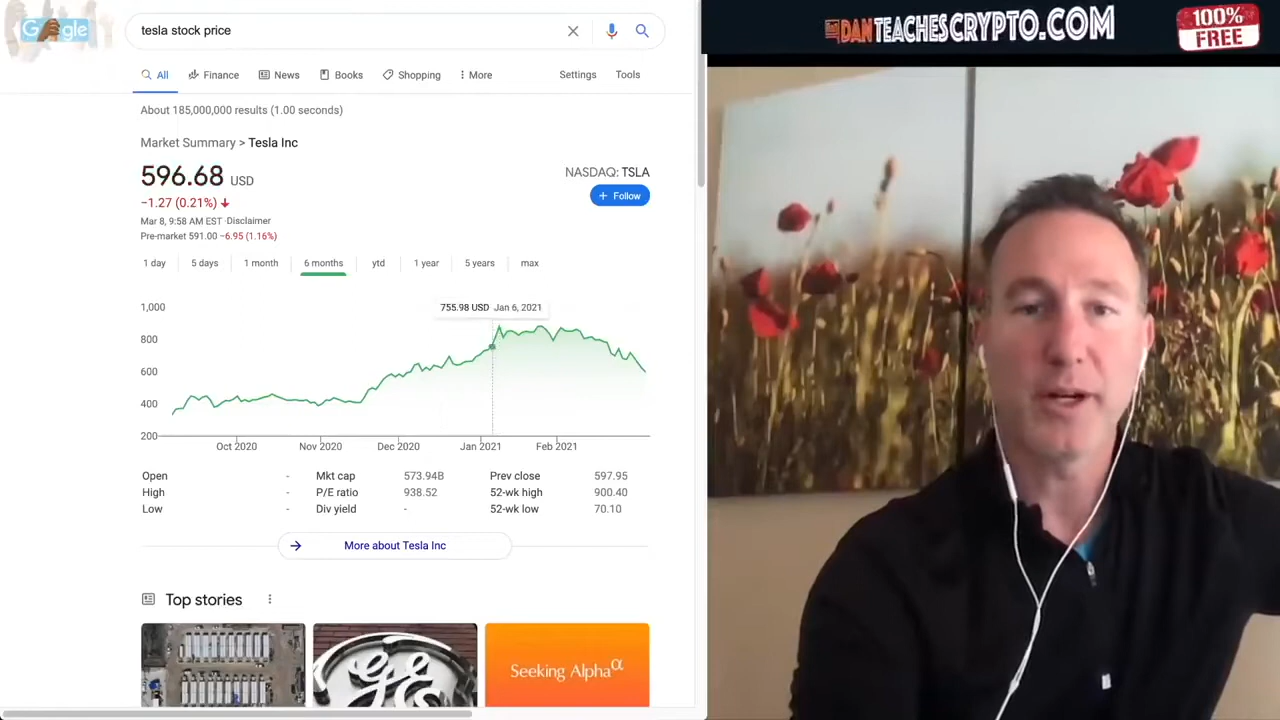 Google
tesla stock price
All
Finance
News
Books
Shopping
More
Settings
Tools
About 185,000,000 results (1.00 seconds)
Market Summary > Tesla Inc
596.68 USD
NASDAQ: TSLA
−1.27 (0.21%)
+ Follow
Mar 8, 9:58 AM EST · Disclaimer
Pre-market 591.00 −6.95 (1.16%)
1 day
5 days
1 month
6 months
ytd
1 year
5 years
max
755.98 USD Jan 6, 2021
1,000
800
600
400
200
Oct 2020
Nov 2020
Dec 2020
Jan 2021
Feb 2021
Open -
Mkt cap 573.94B
Prev close 597.95
High -
P/E ratio 938.52
52-wk high 900.40
Low -
Div yield -
52-wk low 70.10
More about Tesla Inc
Top stories
GE
Seeking Alphaα
DANTEACHESCRYPTO.COM
100%
FREE